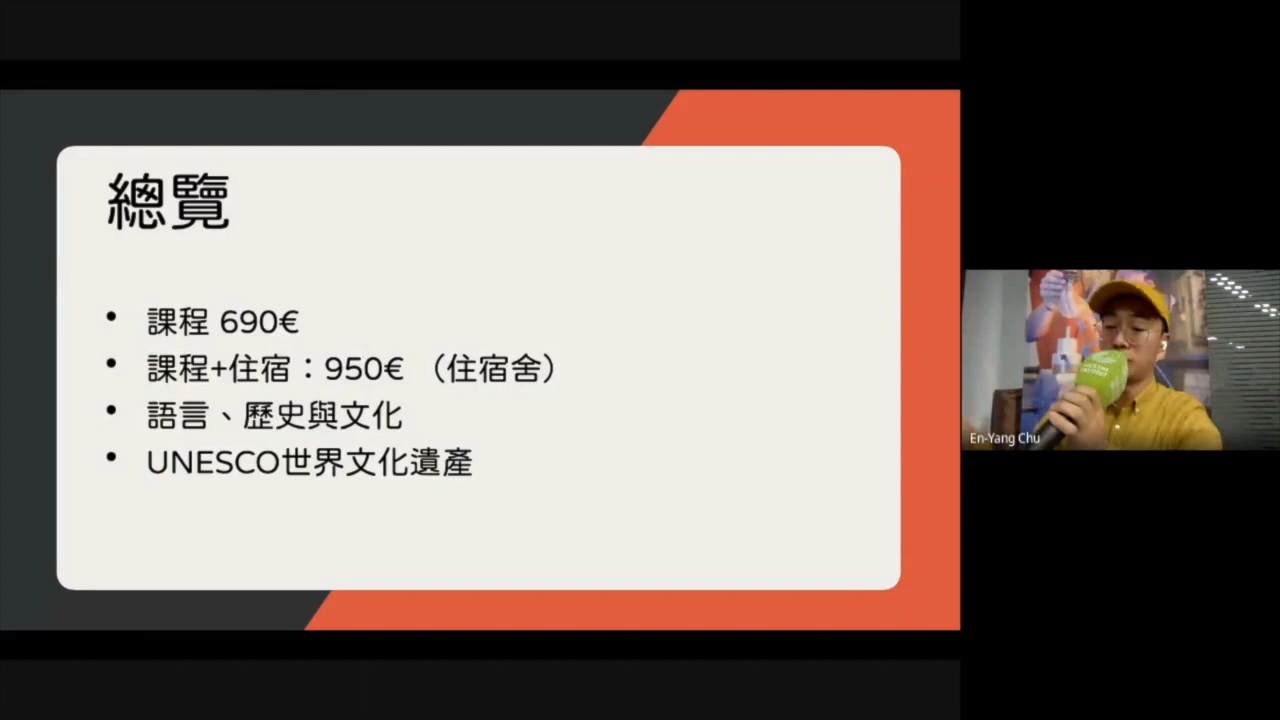 總覽
• 課程 690€
• 課程+住宿：950€ （住宿舍）
• 語言、歷史與文化
• UNESCO世界文化遺產
En-Yang Chu